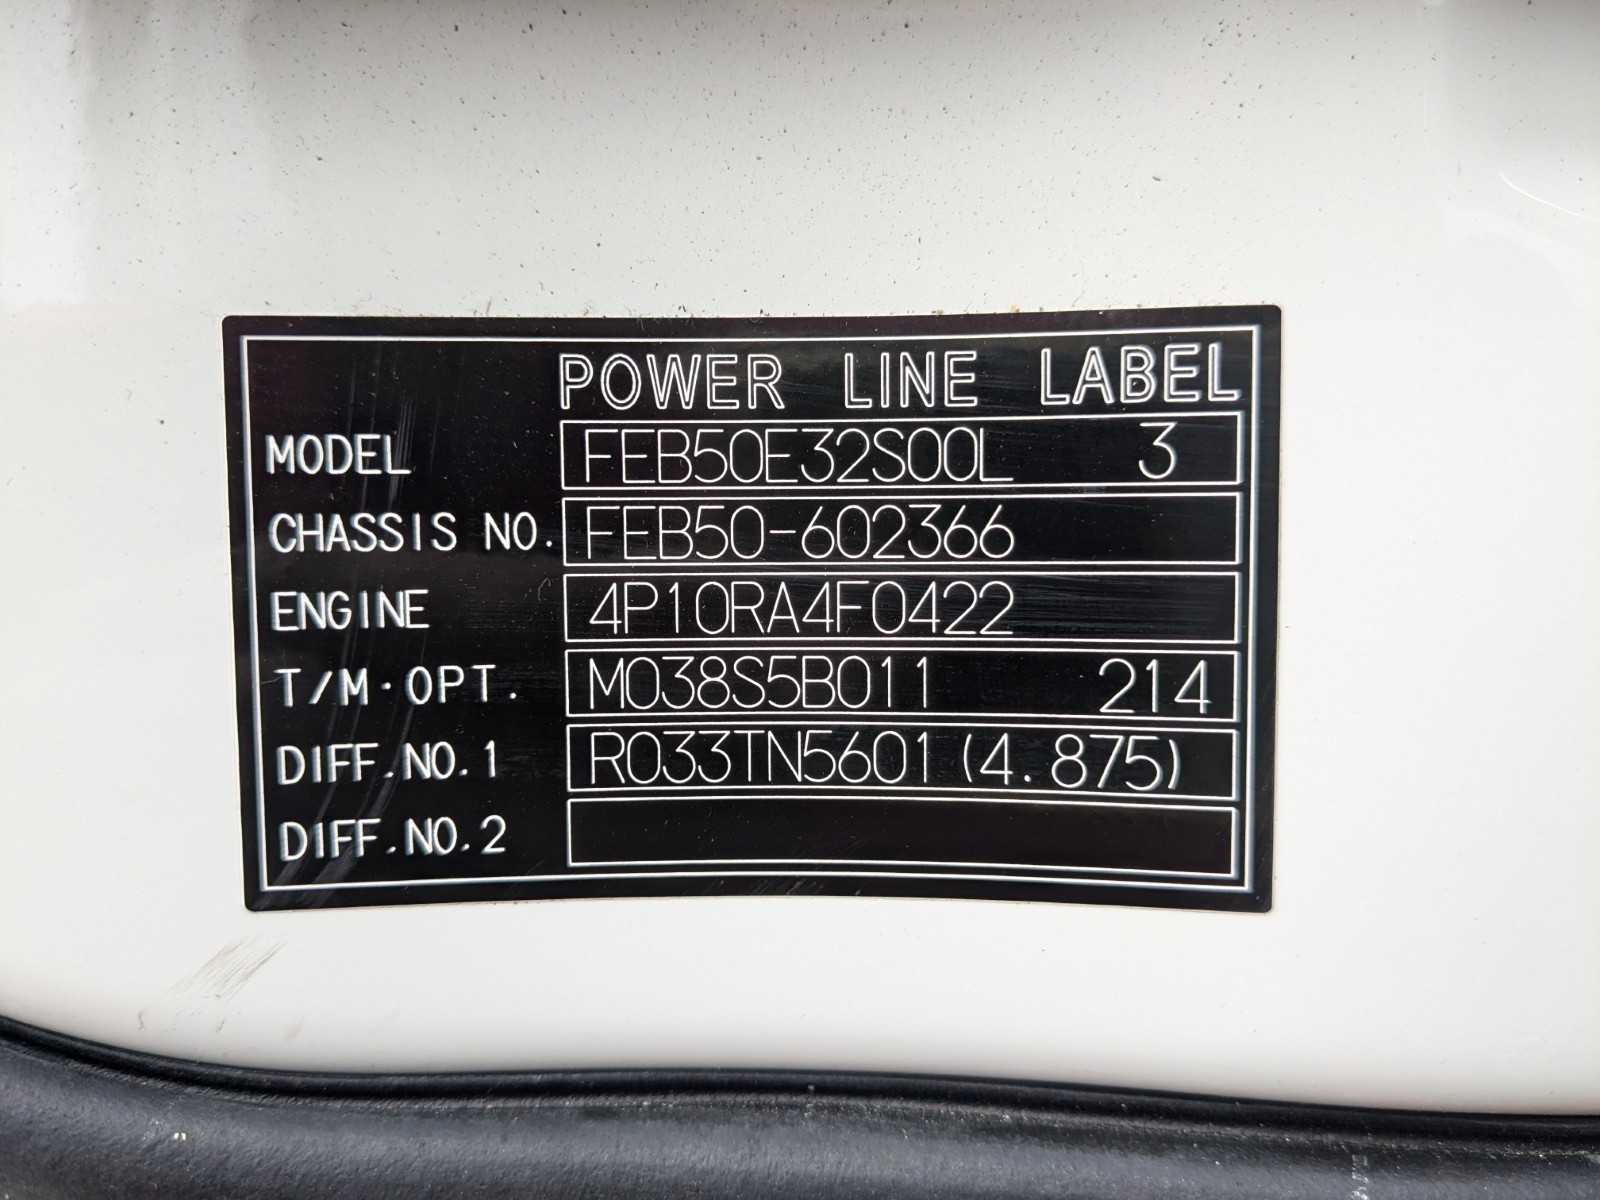 POWER LINE LABEL
MODEL FEB50E32S00L 3
CHASSIS NO. FEB50-602366
ENGINE 4P10RA4F0422
T/M·OPT. M038S5B011 214
DIFF.NO.1 R033TN5601(4.875)
DIFF.NO.2